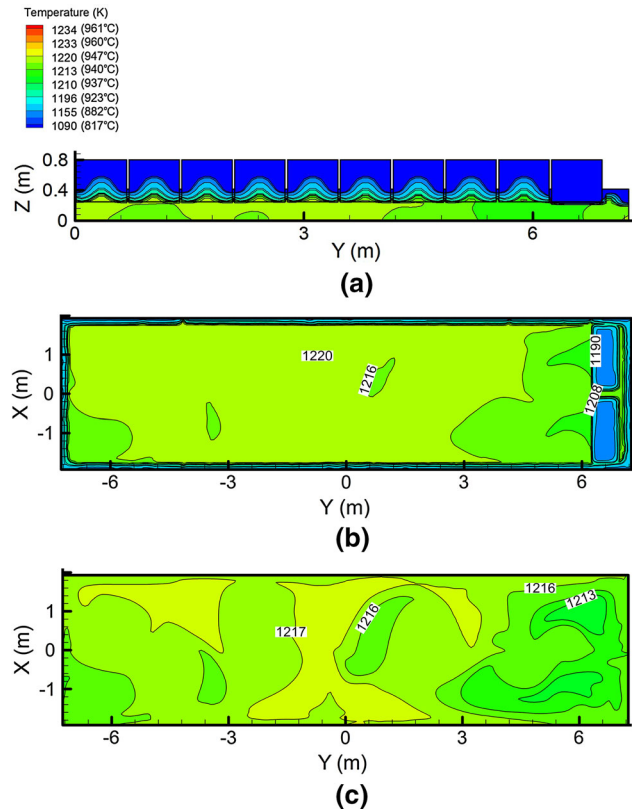 Temperature (K)
1234 (961°C)
1233 (960°C)
1220 (947°C)
1213 (940°C)
1210 (937°C)
1196 (923°C)
1155 (882°C)
1090 (817°C)
0.8
0.4
0
Z (m)
0
3
6
Y (m)
(a)
1
0
-1
X (m)
1220
1216
1190
1208
-6
-3
0
3
6
Y (m)
(b)
1
0
-1
X (m)
1217
1216
1216
1213
-6
-3
0
3
6
Y (m)
(c)